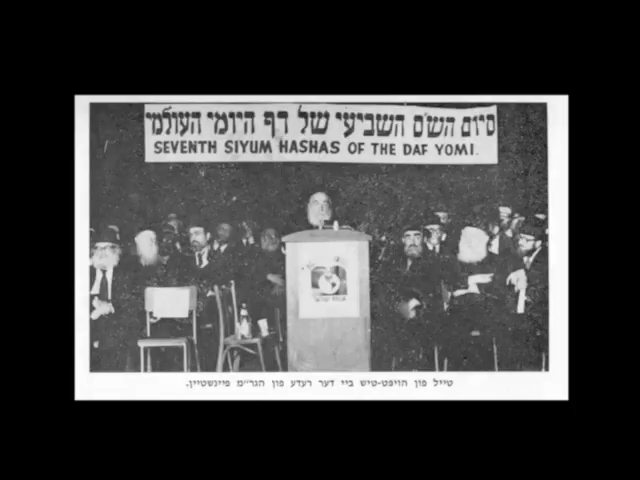 סיום הש״ס השביעי של דף היומי העולמי
SEVENTH SIYUM HASHAS OF THE DAF YOMI.
טייל פון הויפט-טיש ביי דער רעדע פון הגר״מ פיינשטיין.